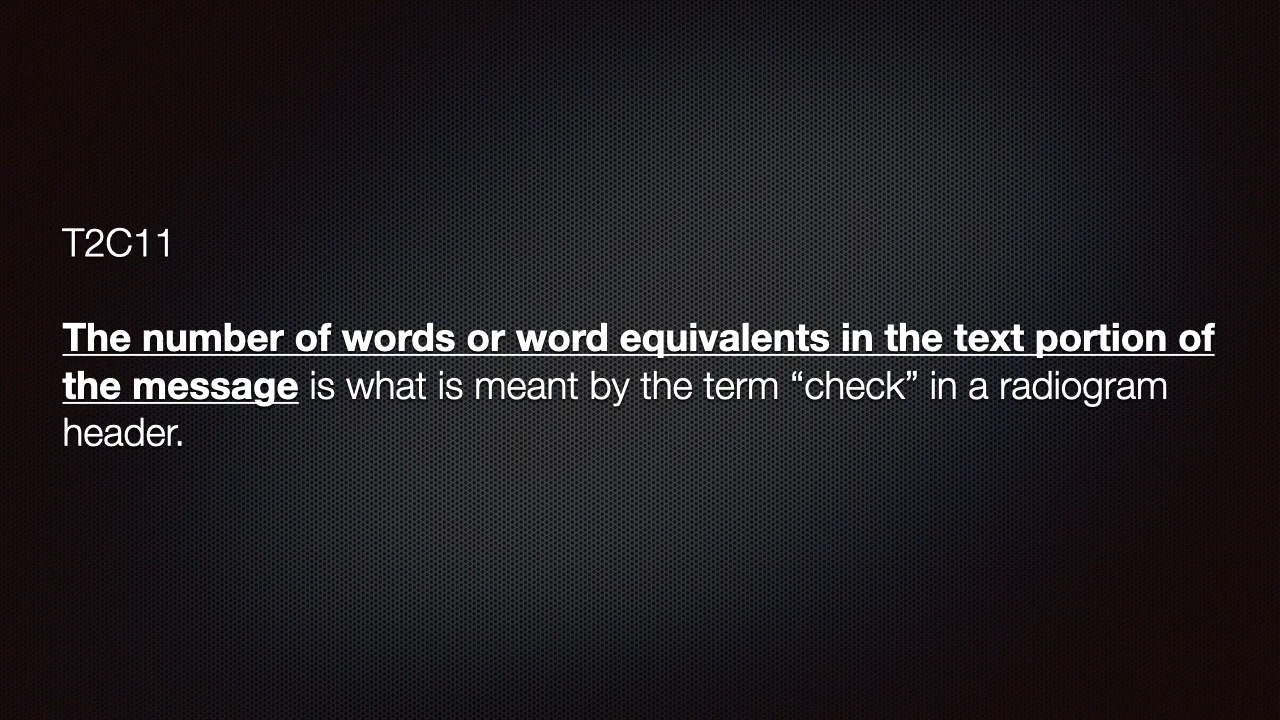 T2C11
The number of words or word equivalents in the text portion of
the message is what is meant by the term “check” in a radiogram
header.